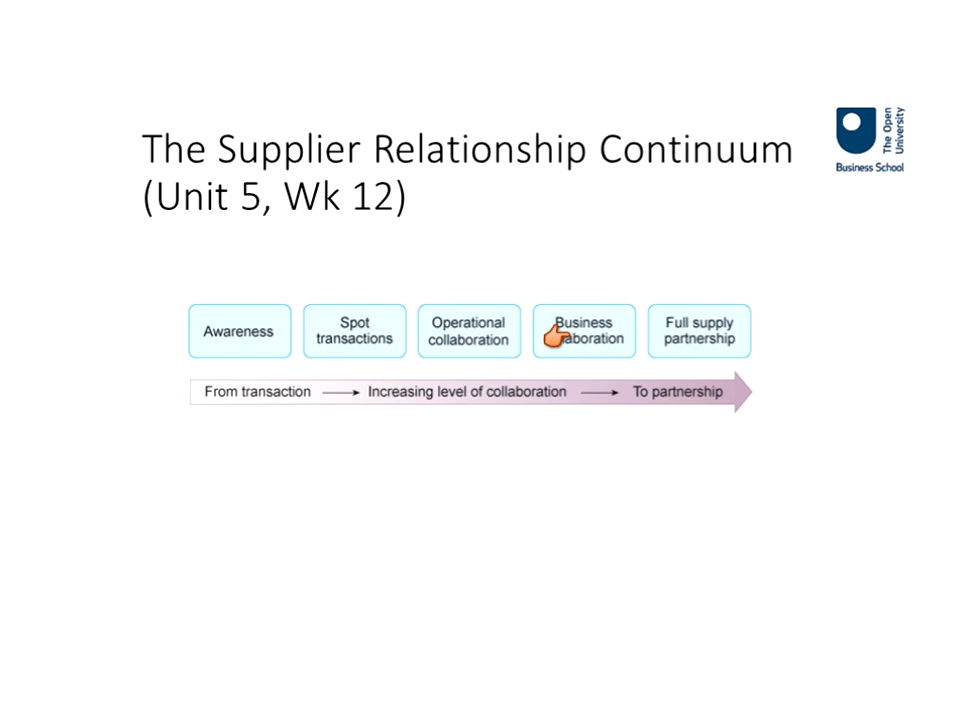 The Supplier Relationship Continuum
(Unit 5, Wk 12)
The Open
University
Business School
Awareness
Spot
transactions
Operational
collaboration
Business
aboration
Full supply
partnership
From transaction → Increasing level of collaboration → To partnership